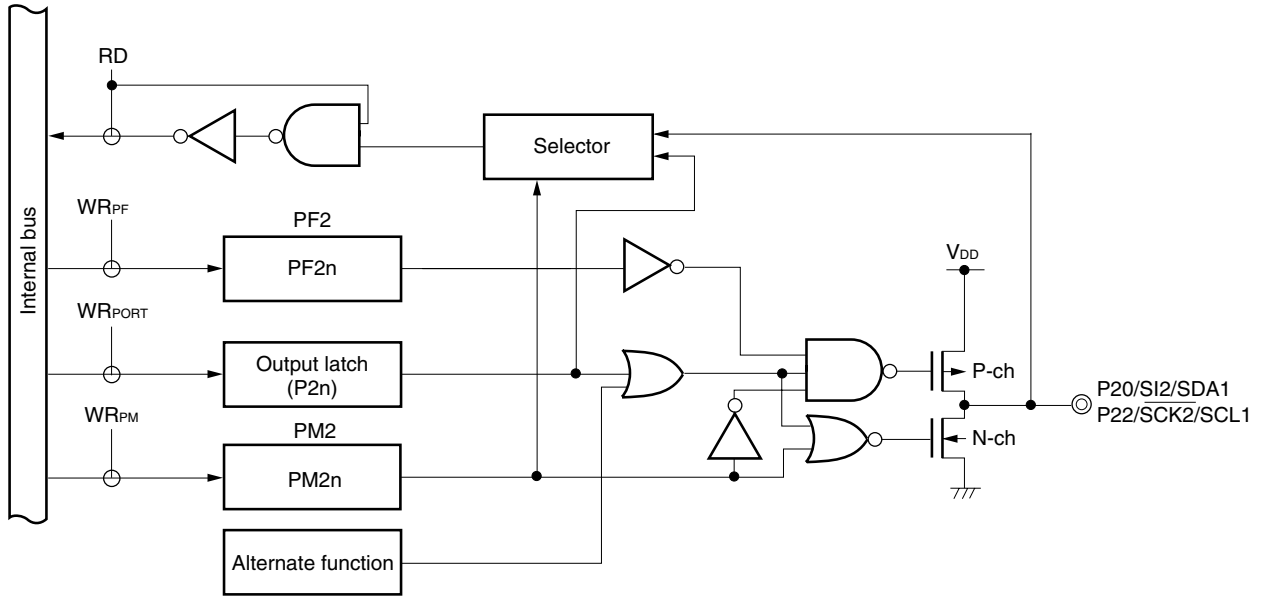 RD
Selector
Internal bus
WRPF
PF2
PF2n
VDD
WRPORT
Output latch
(P2n)
P-ch
P20/SI2/SDA1
P22/S̅C̅K̅2̅/SCL1
WRPM
PM2
PM2n
N-ch
Alternate function